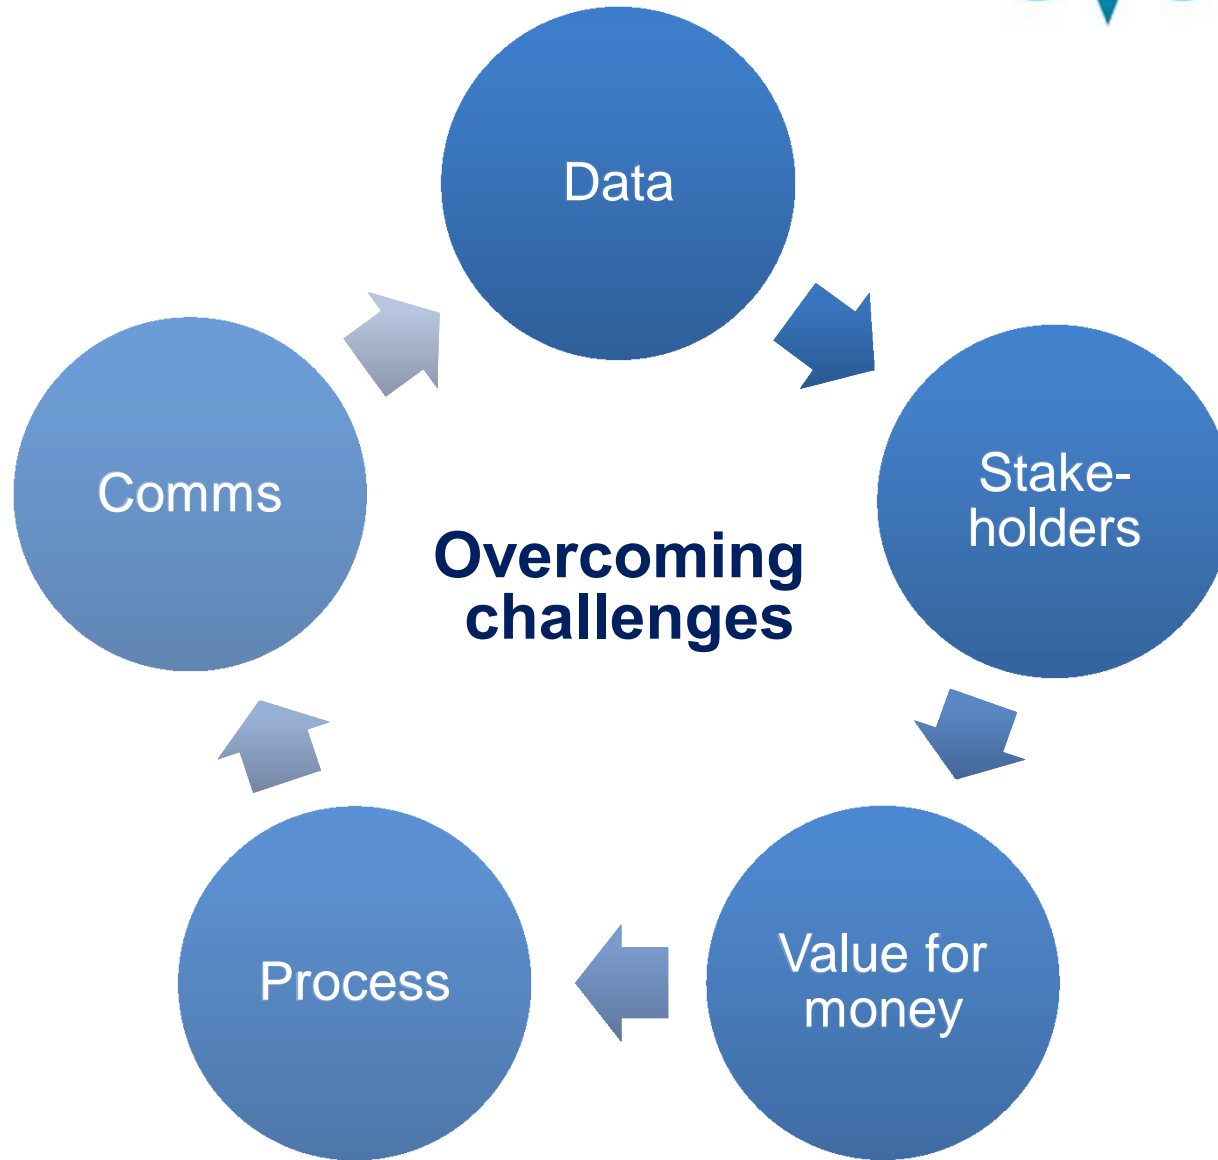 Data
Stake-
holders
Comms
Overcoming
challenges
Value for
money
Process